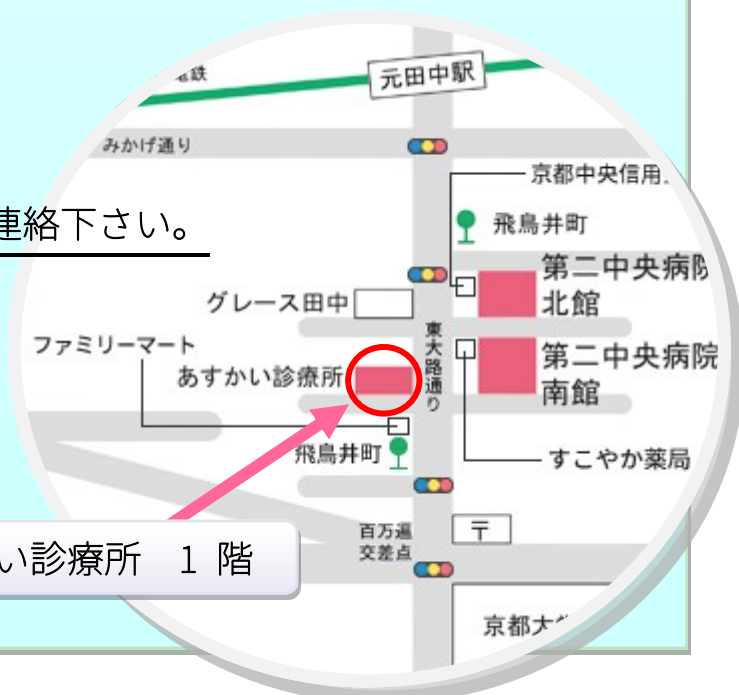 元田中駅
みかげ通り
京都中央信用
連絡下さい。
飛鳥井町
第二中央病院
北館
グレース田中
東大路通り
ファミリーマート
第二中央病院
南館
あすかい診療所
飛鳥井町
すこやか薬局
百万遍
交差点
〒
い診療所 1 階
京都大